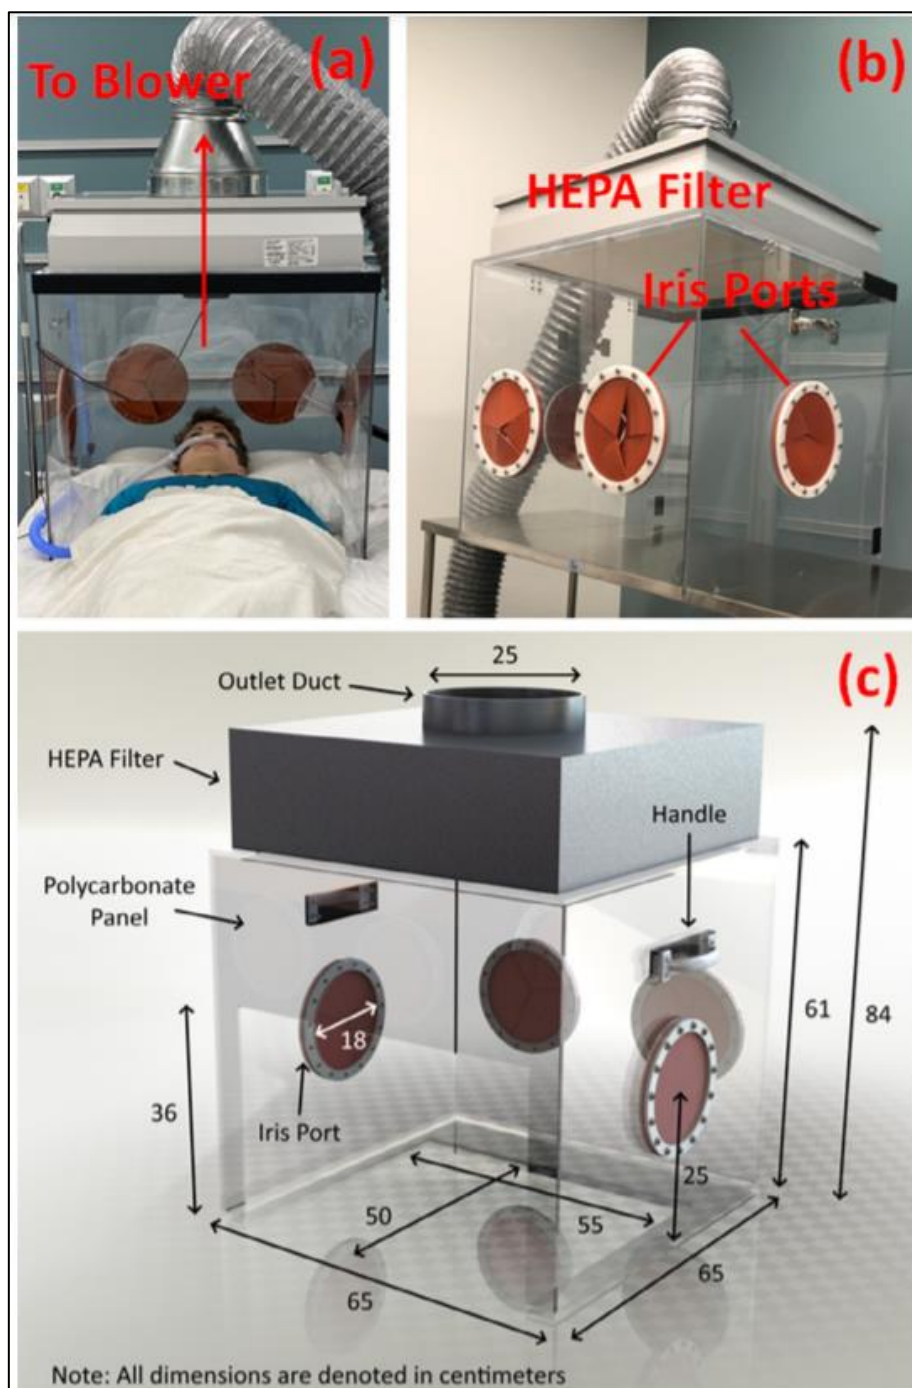 (a)
To Blower
(b)
HEPA Filter
Iris Ports
(c)
25
Outlet Duct
HEPA Filter
Handle
Polycarbonate
Panel
18
61
84
36
Iris Port
25
50
55
65
65
Note: All dimensions are denoted in centimeters